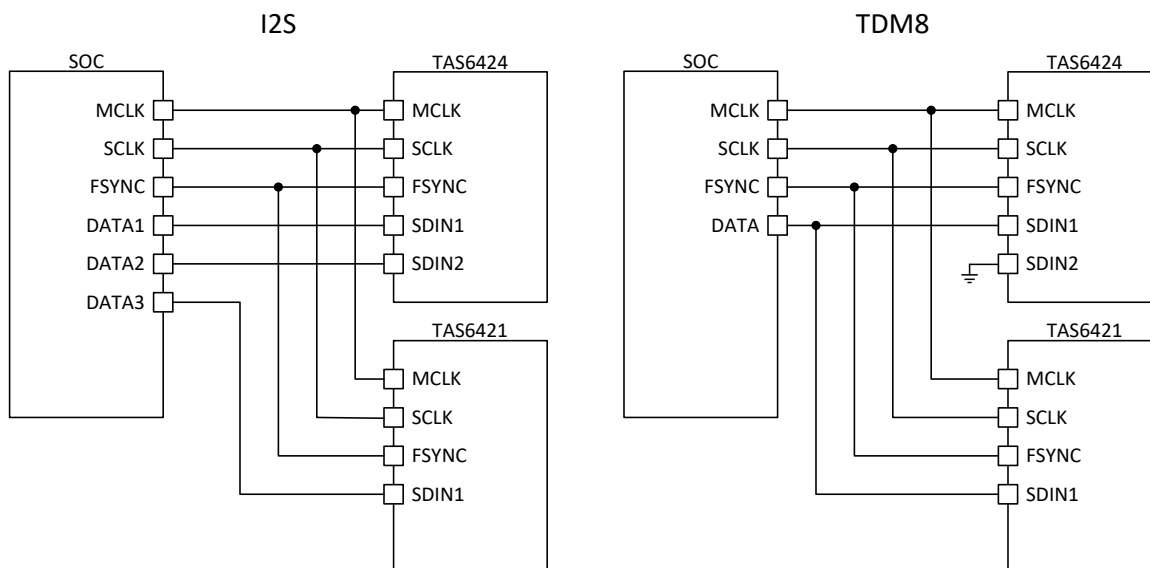 I2S
SOC
MCLK
SCLK
FSYNC
DATA1
DATA2
DATA3
TAS6424
MCLK
SCLK
FSYNC
SDIN1
SDIN2
TAS6421
MCLK
SCLK
FSYNC
SDIN1
TDM8
SOC
MCLK
SCLK
FSYNC
DATA
TAS6424
MCLK
SCLK
FSYNC
SDIN1
SDIN2
TAS6421
MCLK
SCLK
FSYNC
SDIN1